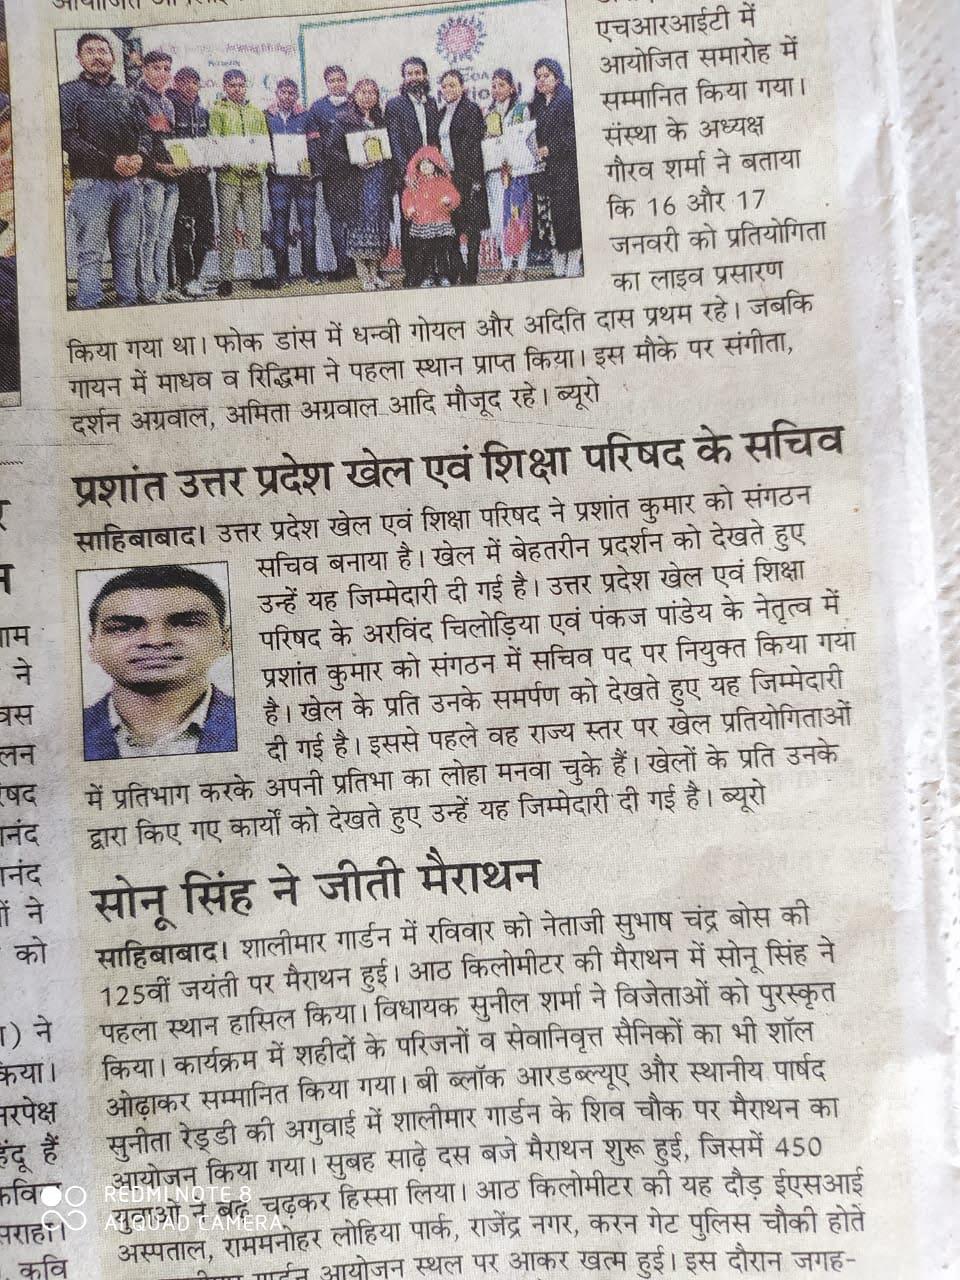 एचआरआईटी में
आयोजित समारोह में
सम्मानित किया गया।
संस्था के अध्यक्ष
गौरव शर्मा ने बताया
कि 16 और 17
जनवरी को प्रतियोगिता
का लाइव प्रसारण
किया गया था। फोक डांस में धन्वी गोयल और अदिति दास प्रथम रहे। जबकि
गायन में माधव व रिद्धिमा ने पहला स्थान प्राप्त किया। इस मौके पर संगीता,
दर्शन अग्रवाल, अमिता अग्रवाल आदि मौजूद रहे। ब्यूरो
प्रशांत उत्तर प्रदेश खेल एवं शिक्षा परिषद के सचिव
साहिबाबाद। उत्तर प्रदेश खेल एवं शिक्षा परिषद ने प्रशांत कुमार को संगठन
सचिव बनाया है। खेल में बेहतरीन प्रदर्शन को देखते हुए
उन्हें यह जिम्मेदारी दी गई है। उत्तर प्रदेश खेल एवं शिक्षा
परिषद के अरविंद चिलोड़िया एवं पंकज पांडेय के नेतृत्व में
प्रशांत कुमार को संगठन में सचिव पद पर नियुक्त किया गया
है। खेल के प्रति उनके समर्पण को देखते हुए यह जिम्मेदारी
दी गई है। इससे पहले वह राज्य स्तर पर खेल प्रतियोगिताओं
में प्रतिभाग करके अपनी प्रतिभा का लोहा मनवा चुके हैं। खेलों के प्रति उनके
द्वारा किए गए कार्यों को देखते हुए उन्हें यह जिम्मेदारी दी गई है। ब्यूरो
सोनू सिंह ने जीती मैराथन
साहिबाबाद। शालीमार गार्डन में रविवार को नेताजी सुभाष चंद्र बोस की
125वीं जयंती पर मैराथन हुई। आठ किलोमीटर की मैराथन में सोनू सिंह ने
पहला स्थान हासिल किया। विधायक सुनील शर्मा ने विजेताओं को पुरस्कृत
किया। कार्यक्रम में शहीदों के परिजनों व सेवानिवृत्त सैनिकों का भी शॉल
ओढ़ाकर सम्मानित किया गया। बी ब्लॉक आरडब्ल्यूए और स्थानीय पार्षद
सुनीता रेड्डी की अगुवाई में शालीमार गार्डन के शिव चौक पर मैराथन का
आयोजन किया गया। सुबह साढ़े दस बजे मैराथन शुरू हुई, जिसमें 450
युवाओं ने बढ़ चढ़कर हिस्सा लिया। आठ किलोमीटर की यह दौड़ ईएसआई
अस्पताल, राममनोहर लोहिया पार्क, राजेंद्र नगर, करन गेट पुलिस चौकी होते
गार्डन आयोजन स्थल पर आकर खत्म हुई। इस दौरान जगह-
ने
को
किया।
हिंदू हैं
कवि
REDMI NOTE 8
AI QUAD CAMERA